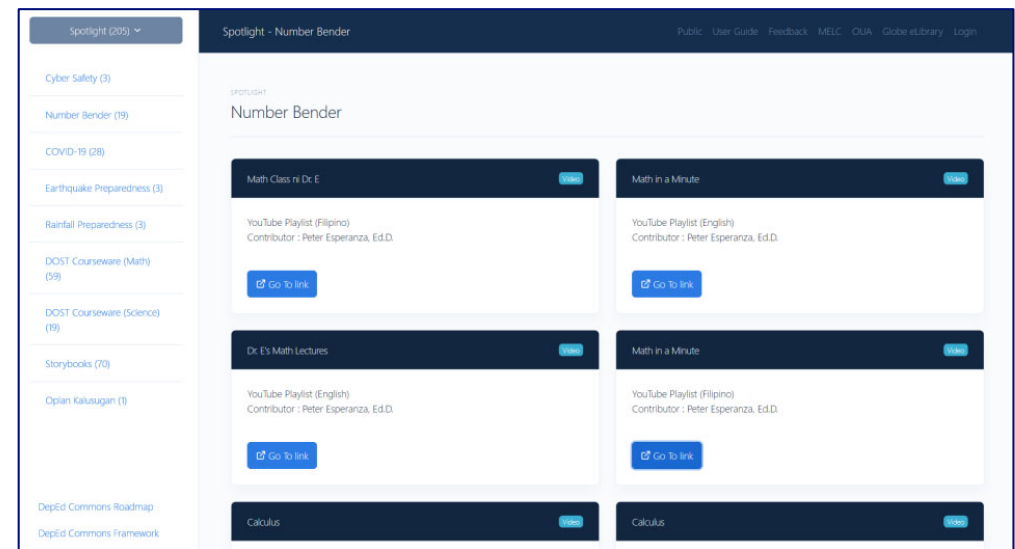 Spotlight (205)
Cyber Safety (3)
Number Bender (19)
COVID-19 (28)
Earthquake Preparedness (3)
Rainfall Preparedness (3)
DOST Courseware (Math)
(59)
DOST Courseware (Science)
(19)
Storybooks (70)
Oplan Kalusugan (1)
DepEd Commons Roadmap
DepEd Commons Framework
Spotlight - Number Bender
Public User Guide Feedback MELC OUA Globe eLibrary Login
SPOTLIGHT
Number Bender
Math Class ni Dr. E Video
YouTube Playlist (Filipino)
Contributor : Peter Esperanza, Ed.D.
Go To link
Math in a Minute Video
YouTube Playlist (English)
Contributor : Peter Esperanza, Ed.D.
Go To link
Dr. E's Math Lectures Video
YouTube Playlist (English)
Contributor : Peter Esperanza, Ed.D.
Go To link
Math in a Minute Video
YouTube Playlist (Filipino)
Contributor : Peter Esperanza, Ed.D.
Go To link
Calculus Video
Calculus Video